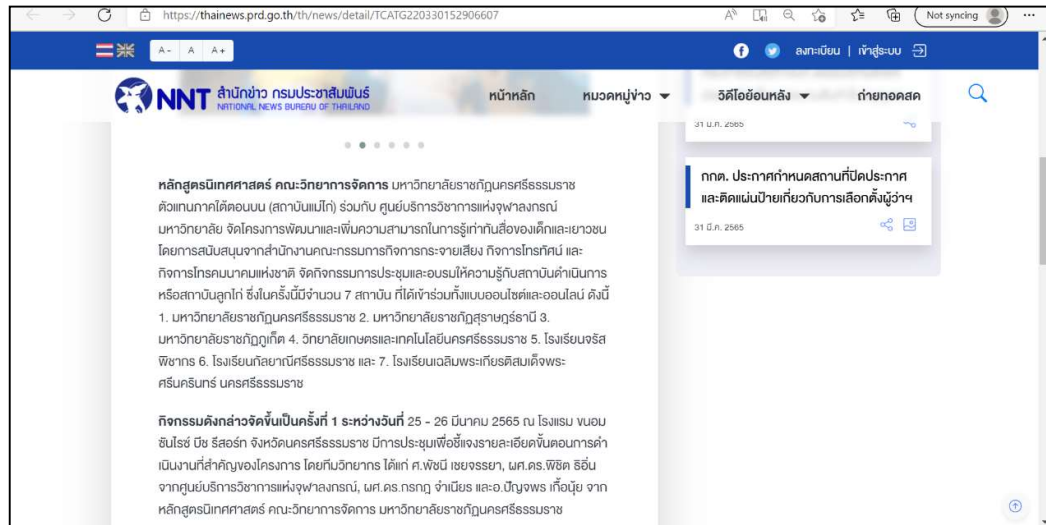 https://thainews.prd.go.th/th/news/detail/TCATG220330152906607
Not syncing
A- A A+
ลงทะเบียน | เข้าสู่ระบบ
NNT สำนักข่าว กรมประชาสัมพันธ์
NATIONAL NEWS BUREAU OF THAILAND
หน้าหลัก หมวดหมู่ข่าว วิดีโอย้อนหลัง ถ่ายทอดสด
31 มี.ค. 2565
กกต. ประกาศกำหนดสถานที่ปิดประกาศ
และติดแผ่นป้ายเกี่ยวกับการเลือกตั้งผู้ว่าฯ
31 มี.ค. 2565
หลักสูตรนิเทศศาสตร์ คณะวิทยาการจัดการ มหาวิทยาลัยราชภัฏนครศรีธรรมราช
ตัวแทนภาคใต้ตอนบน (สถาบันแม่ไก่) ร่วมกับ ศูนย์บริการวิชาการแห่งจุฬาลงกรณ์
มหาวิทยาลัย จัดโครงการพัฒนาและเพิ่มความสามารถในการรู้เท่าทันสื่อของเด็กและเยาวชน
โดยการสนับสนุนจากสำนักงานคณะกรรมการกิจการกระจายเสียง กิจการโทรทัศน์ และ
กิจการโทรคมนาคมแห่งชาติ จัดกิจกรรมการประชุมและอบรมให้ความรู้กับสถาบันดำเนินการ
หรือสถาบันลูกไก่ ซึ่งในครั้งนี้มีจำนวน 7 สถาบัน ที่ได้เข้าร่วมทั้งแบบออนไซต์และออนไลน์ ดังนี้
1. มหาวิทยาลัยราชภัฏนครศรีธรรมราช 2. มหาวิทยาลัยราชภัฏสุราษฎร์ธานี 3.
มหาวิทยาลัยราชภัฏภูเก็ต 4. วิทยาลัยเกษตรและเทคโนโลยีนครศรีธรรมราช 5. โรงเรียนจรัส
พิชากร 6. โรงเรียนกัลยาณีศรีธรรมราช และ 7. โรงเรียนเฉลิมพระเกียรติสมเด็จพระ
ศรีนครินทร์ นครศรีธรรมราช
กิจกรรมดังกล่าวจัดขึ้นเป็นครั้งที่ 1 ระหว่างวันที่ 25 - 26 มีนาคม 2565 ณ โรงแรม ขนอม
ซันไรซ์ บีช รีสอร์ท จังหวัดนครศรีธรรมราช มีการประชุมเพื่อชี้แจงรายละเอียดขั้นตอนการดำ
เนินงานที่สำคัญของโครงการ โดยทีมวิทยากร ได้แก่ ศ.พัชนี เชยจรรยา, ผศ.ดร.พิชิต ธิอิ่น
จากศูนย์บริการวิชาการแห่งจุฬาลงกรณ์, ผศ.ดร.กรกฎ จำเนียร และอ.ปัญจพร เกื้อนุ้ย จาก
หลักสูตรนิเทศศาสตร์ คณะวิทยาการจัดการ มหาวิทยาลัยราชภัฏนครศรีธรรมราช